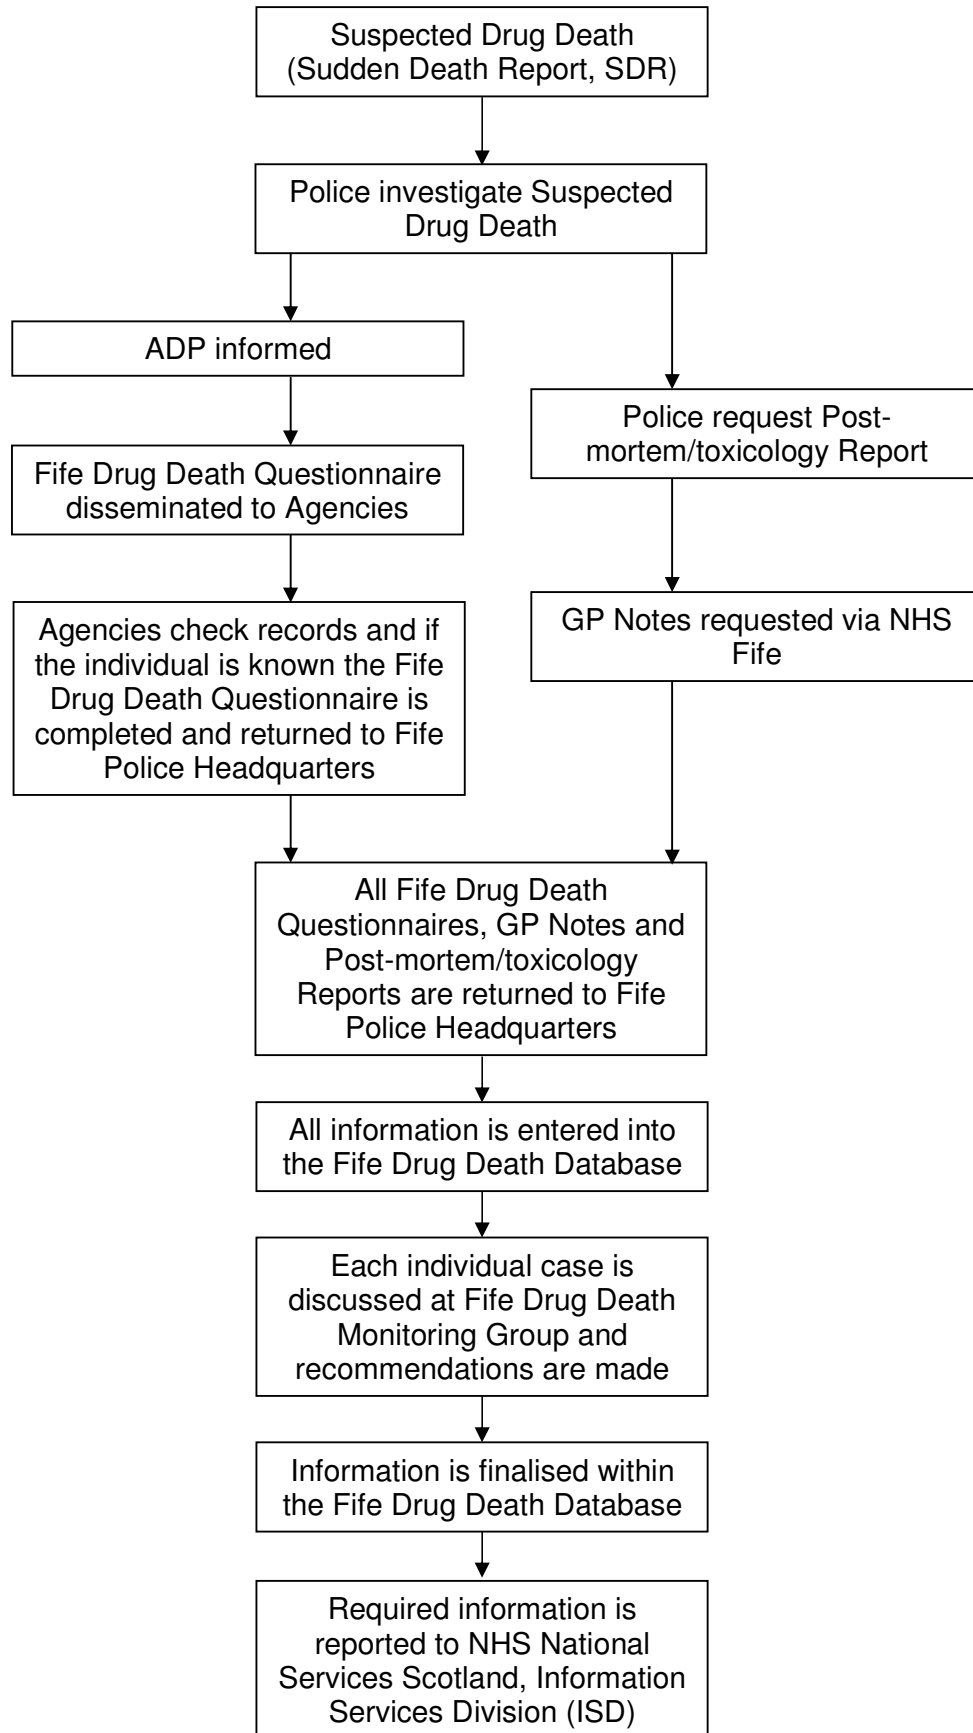 Suspected Drug Death
(Sudden Death Report, SDR)
Police investigate Suspected
Drug Death
ADP informed
Fife Drug Death Questionnaire
disseminated to Agencies
Agencies check records and if
the individual is known the Fife
Drug Death Questionnaire is
completed and returned to Fife
Police Headquarters
Police request Post-
mortem/toxicology Report
GP Notes requested via NHS
Fife
All Fife Drug Death
Questionnaires, GP Notes and
Post-mortem/toxicology
Reports are returned to Fife
Police Headquarters
All information is entered into
the Fife Drug Death Database
Each individual case is
discussed at Fife Drug Death
Monitoring Group and
recommendations are made
Information is finalised within
the Fife Drug Death Database
Required information is
reported to NHS National
Services Scotland, Information
Services Division (ISD)